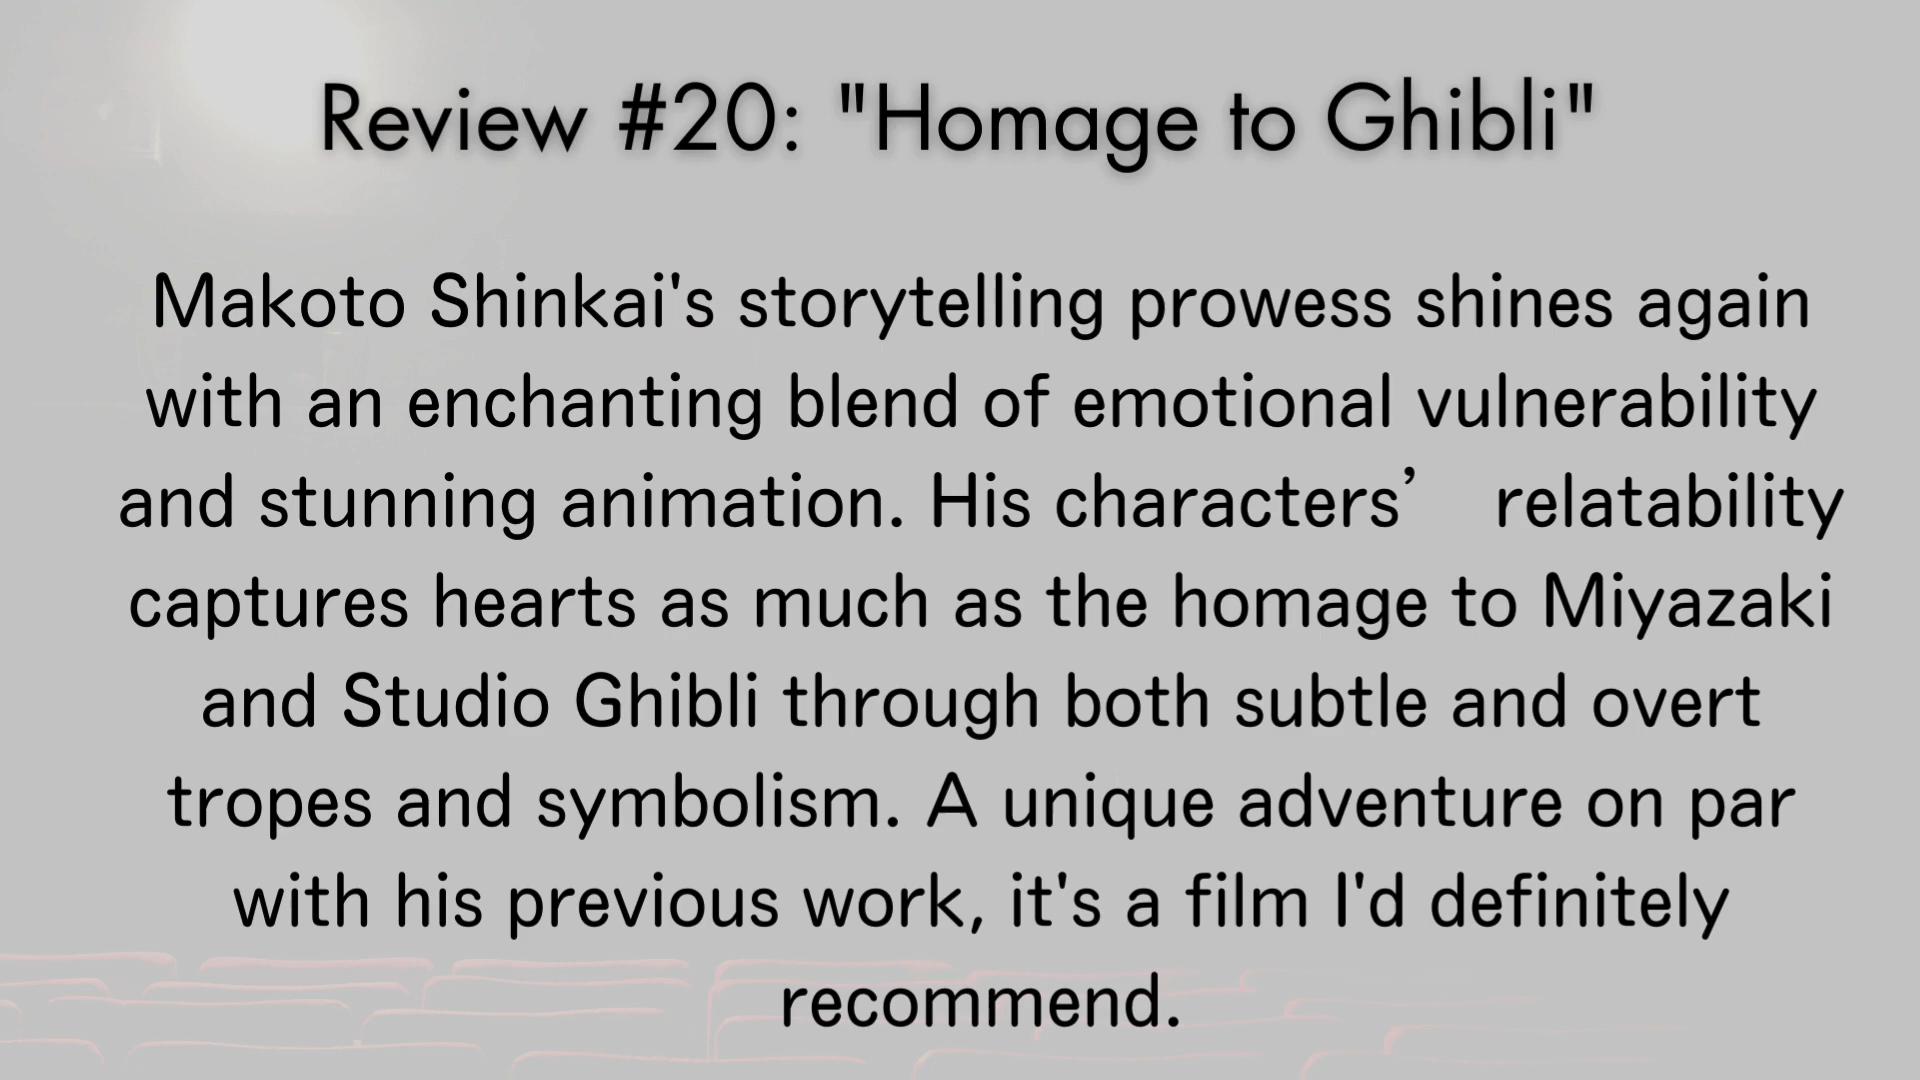 Review #20: "Homage to Ghibli"
Makoto Shinkai's storytelling prowess shines again
with an enchanting blend of emotional vulnerability
and stunning animation. His characters’ relatability
captures hearts as much as the homage to Miyazaki
and Studio Ghibli through both subtle and overt
tropes and symbolism. A unique adventure on par
with his previous work, it's a film I'd definitely
recommend.